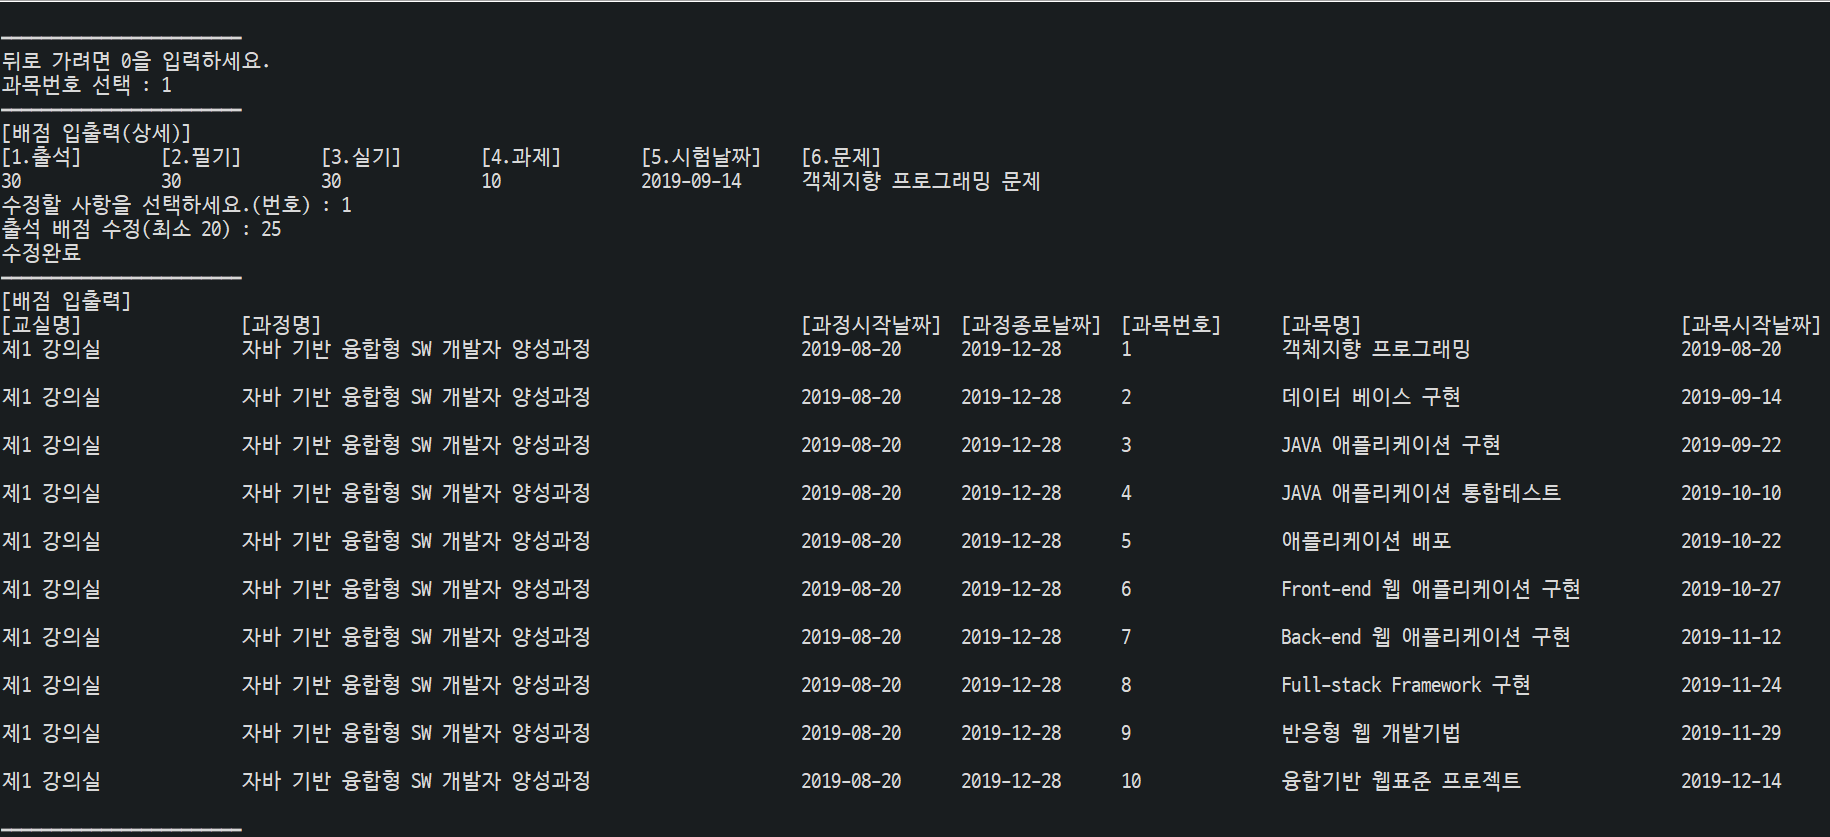 뒤로 가려면 0을 입력하세요.
과목번호 선택 : 1
[배점 입출력(상세)]
[1.출석] [2.필기] [3.실기] [4.과제] [5.시험날짜] [6.문제]
30 30 30 10 2019-09-14 객체지향 프로그래밍 문제
수정할 사항을 선택하세요.(번호) : 1
출석 배점 수정(최소 20) : 25
수정완료
[배점 입출력]
[교실명] [과정명] [과정시작날짜] [과정종료날짜] [과목번호] [과목명] [과목시작날짜]
제1 강의실 자바 기반 융합형 SW 개발자 양성과정 2019-08-20 2019-12-28 1 객체지향 프로그래밍 2019-08-20
제1 강의실 자바 기반 융합형 SW 개발자 양성과정 2019-08-20 2019-12-28 2 데이터 베이스 구현 2019-09-14
제1 강의실 자바 기반 융합형 SW 개발자 양성과정 2019-08-20 2019-12-28 3 JAVA 애플리케이션 구현 2019-09-22
제1 강의실 자바 기반 융합형 SW 개발자 양성과정 2019-08-20 2019-12-28 4 JAVA 애플리케이션 통합테스트 2019-10-10
제1 강의실 자바 기반 융합형 SW 개발자 양성과정 2019-08-20 2019-12-28 5 애플리케이션 배포 2019-10-22
제1 강의실 자바 기반 융합형 SW 개발자 양성과정 2019-08-20 2019-12-28 6 Front-end 웹 애플리케이션 구현 2019-10-27
제1 강의실 자바 기반 융합형 SW 개발자 양성과정 2019-08-20 2019-12-28 7 Back-end 웹 애플리케이션 구현 2019-11-12
제1 강의실 자바 기반 융합형 SW 개발자 양성과정 2019-08-20 2019-12-28 8 Full-stack Framework 구현 2019-11-24
제1 강의실 자바 기반 융합형 SW 개발자 양성과정 2019-08-20 2019-12-28 9 반응형 웹 개발기법 2019-11-29
제1 강의실 자바 기반 융합형 SW 개발자 양성과정 2019-08-20 2019-12-28 10 융합기반 웹표준 프로젝트 2019-12-14